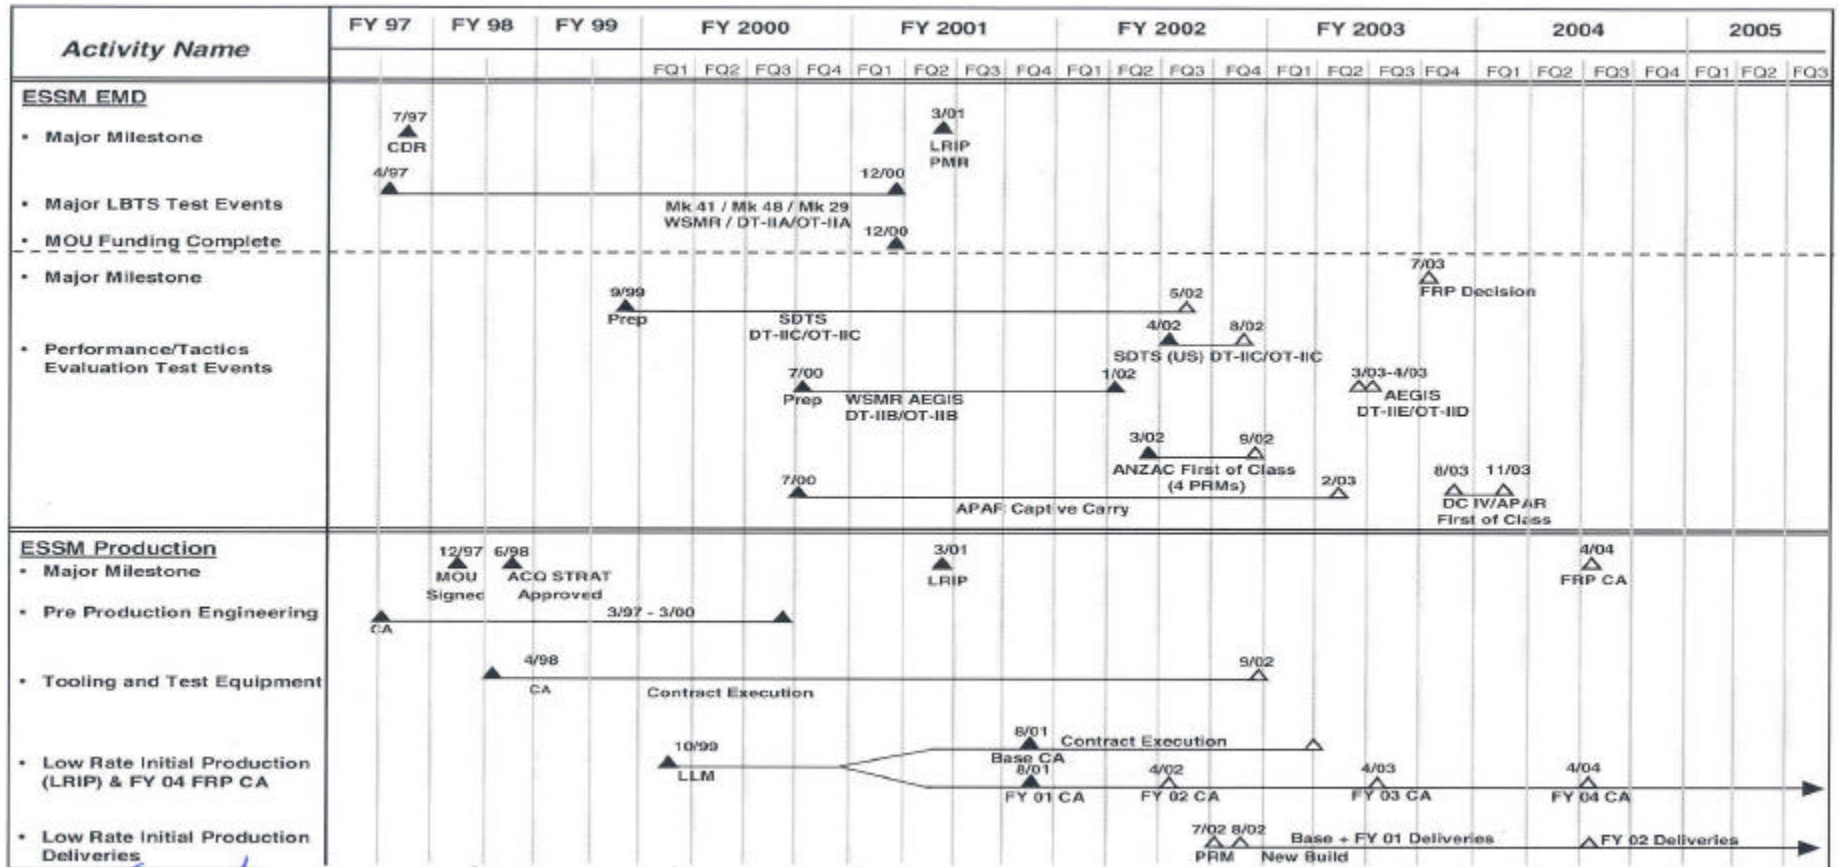 Activity Name
FY 97 FY 98 FY 99 FY 2000 FY 2001 FY 2002 FY 2003 2004 2005
FQ1 FQ2 FQ3 FQ4 FQ1 FQ2 FQ3 FQ4 FQ1 FQ2 FQ3 FQ4 FQ1 FQ2 FQ3 FQ4 FQ1 FQ2 FQ3 FQ4 FQ1 FQ2 FQ3
ESSM EMD
• Major Milestone
7/97
CDR
3/01
LRIP
PMR
• Major LBTS Test Events
4/97
12/00
Mk 41 / Mk 48 / Mk 29
WSMR / DT-IIA/OT-IIA
• MOU Funding Complete
12/00
• Major Milestone
7/03
FRP Decision
9/99
Prep
SDTS
DT-IIC/OT-IIC
5/02
• Performance/Tactics
Evaluation Test Events
4/02 8/02
SDTS (US) DT-IIC/OT-IIC
7/00
Prep
WSMR AEGIS
DT-IIB/OT-IIB
1/02
3/03-4/03
AEGIS
DT-IIE/OT-IID
3/02 9/02
ANZAC First of Class
(4 PRMs)
7/00
APAR Captive Carry
2/03
8/03 11/03
DC IV/APAR
First of Class
ESSM Production
• Major Milestone
12/97 6/98
MOU
Signed
ACQ STRAT
Approved
3/01
LRIP
4/04
FRP CA
• Pre Production Engineering
CA
3/97 - 3/00
• Tooling and Test Equipment
4/98
CA
Contract Execution
9/02
• Low Rate Initial Production
(LRIP) & FY 04 FRP CA
10/99
LLM
8/01
Base CA
Contract Execution
8/01
FY 01 CA
4/02
FY 02 CA
4/03
FY 03 CA
4/04
FY 04 CA
• Low Rate Initial Production
Deliveries
7/02 8/02
PRM New Build
Base + FY 01 Deliveries
FY 02 Deliveries